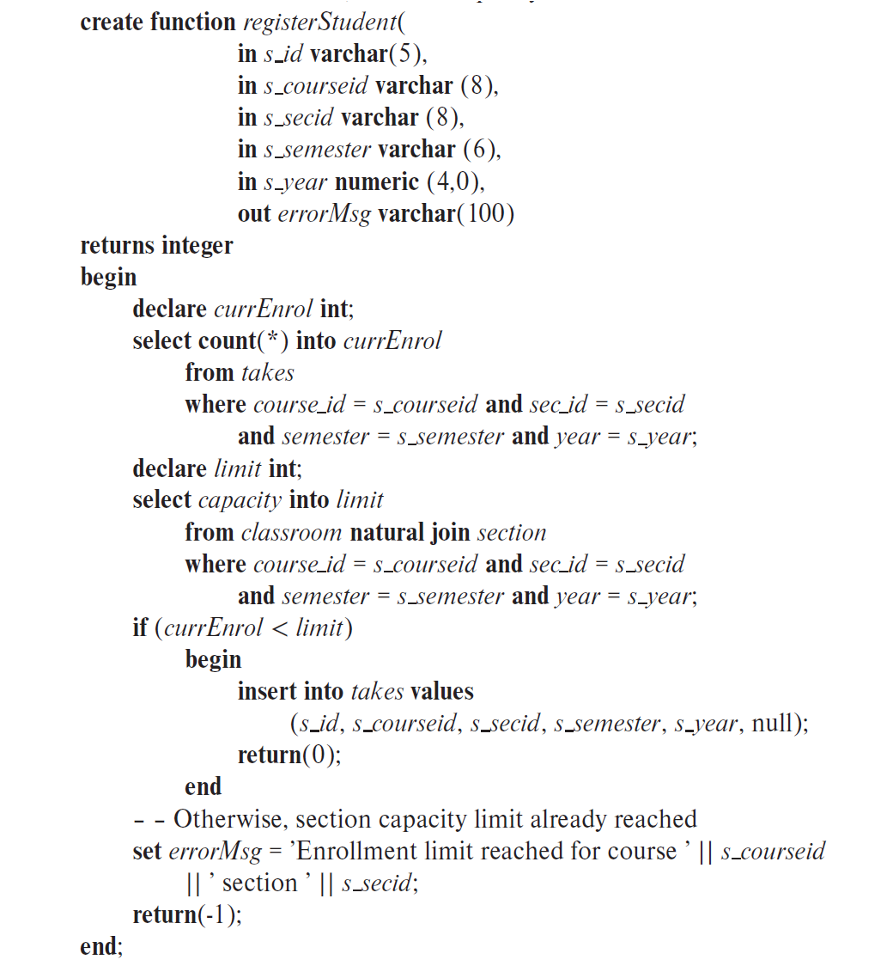 create function registerStudent(
in s_id varchar(5),
in s_courseid varchar (8),
in s_secid varchar (8),
in s_semester varchar (6),
in s_year numeric (4,0),
out errorMsg varchar(100)
returns integer
begin
declare currEnrol int;
select count(*) into currEnrol
from takes
where course_id = s_courseid and sec_id = s_secid
and semester = s_semester and year = s_year;
declare limit int;
select capacity into limit
from classroom natural join section
where course_id = s_courseid and sec_id = s_secid
and semester = s_semester and year = s_year;
if (currEnrol < limit)
begin
insert into takes values
(s_id, s_courseid, s_secid, s_semester, s_year, null);
return(0);
end
– – Otherwise, section capacity limit already reached
set errorMsg = ’Enrollment limit reached for course ’ || s_courseid
|| ’ section ’ || s_secid;
return(-1);
end;